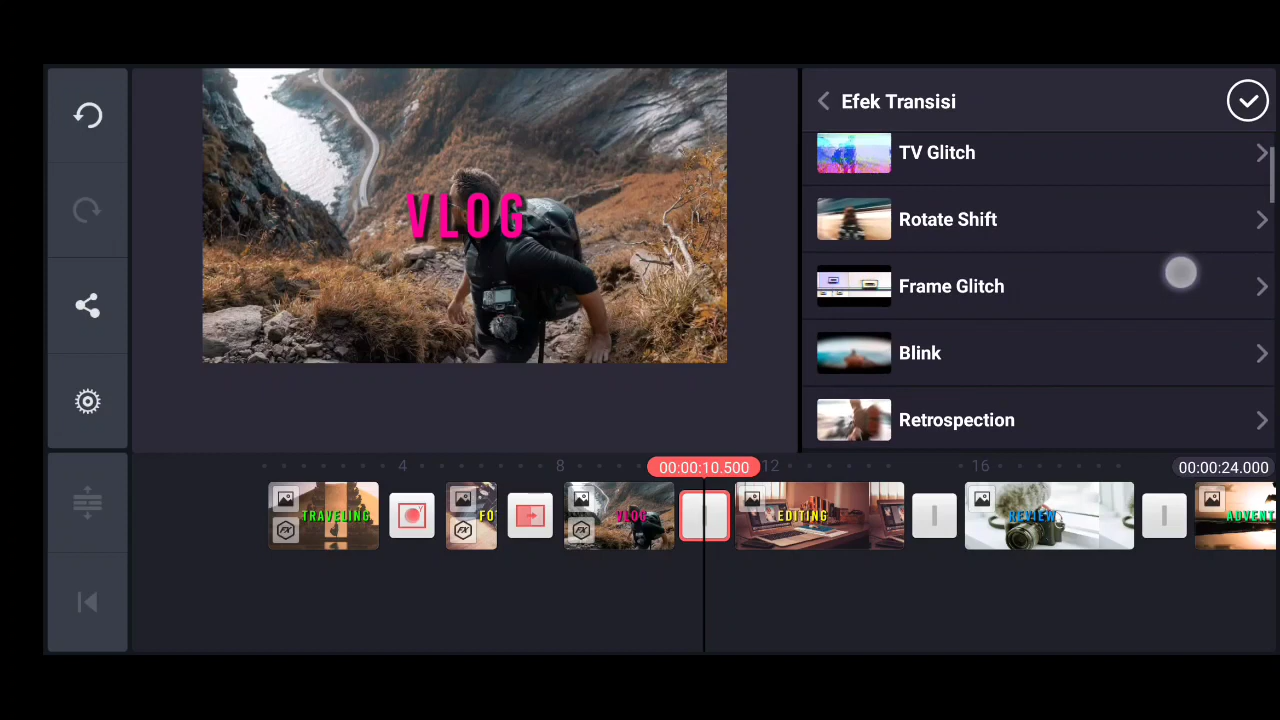 Efek Transisi
TV Glitch
Rotate Shift
Frame Glitch
Blink
Retrospection
VLOG
4
8
00:00:10.500
12
16
00:00:24.000
TRAVELING
FO
VLOG
EDITING
REVIEW
ADVENT